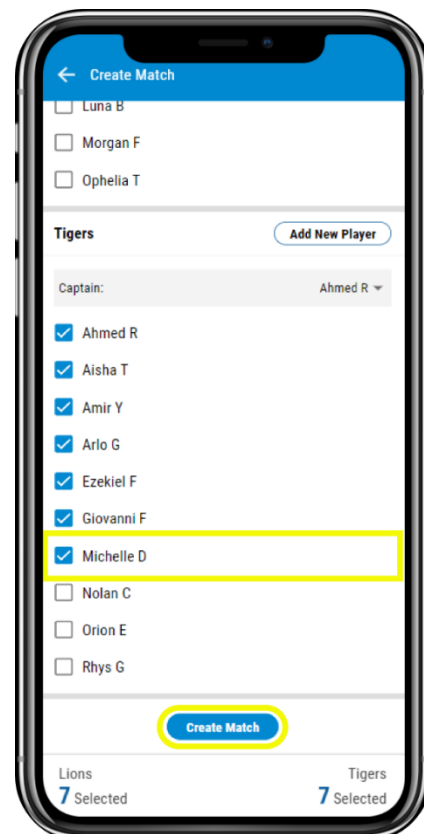 Create Match
Luna B
Morgan F
Ophelia T
Tigers Add New Player
Captain: Ahmed R
Ahmed R
Aisha T
Amir Y
Arlo G
Ezekiel F
Giovanni F
Michelle D
Nolan C
Orion E
Rhys G
Create Match
Lions Tigers
7 Selected 7 Selected